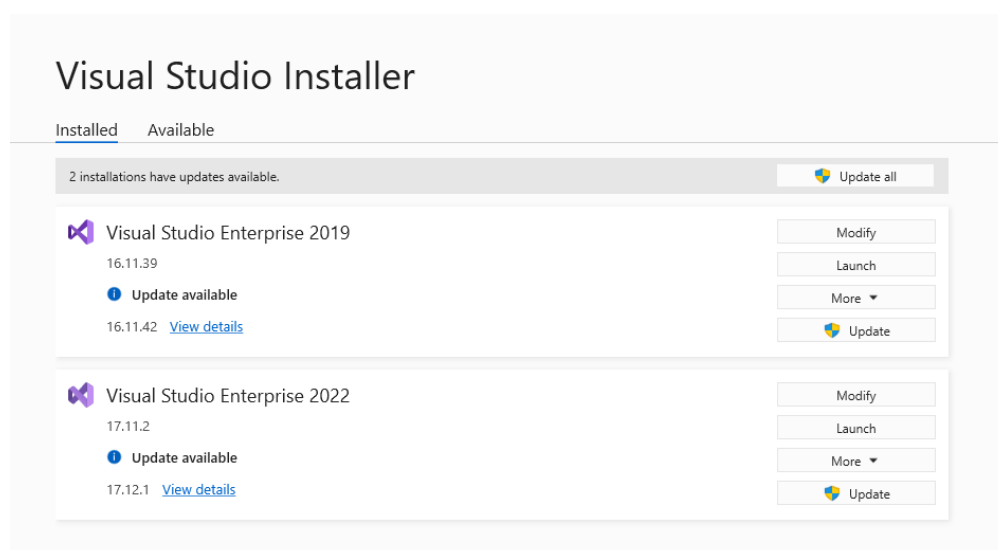 Visual Studio Installer
Installed Available
2 installations have updates available. Update all
Visual Studio Enterprise 2019 Modify
16.11.39 Launch
Update available More
16.11.42 View details Update
Visual Studio Enterprise 2022 Modify
17.11.2 Launch
Update available More
17.12.1 View details Update